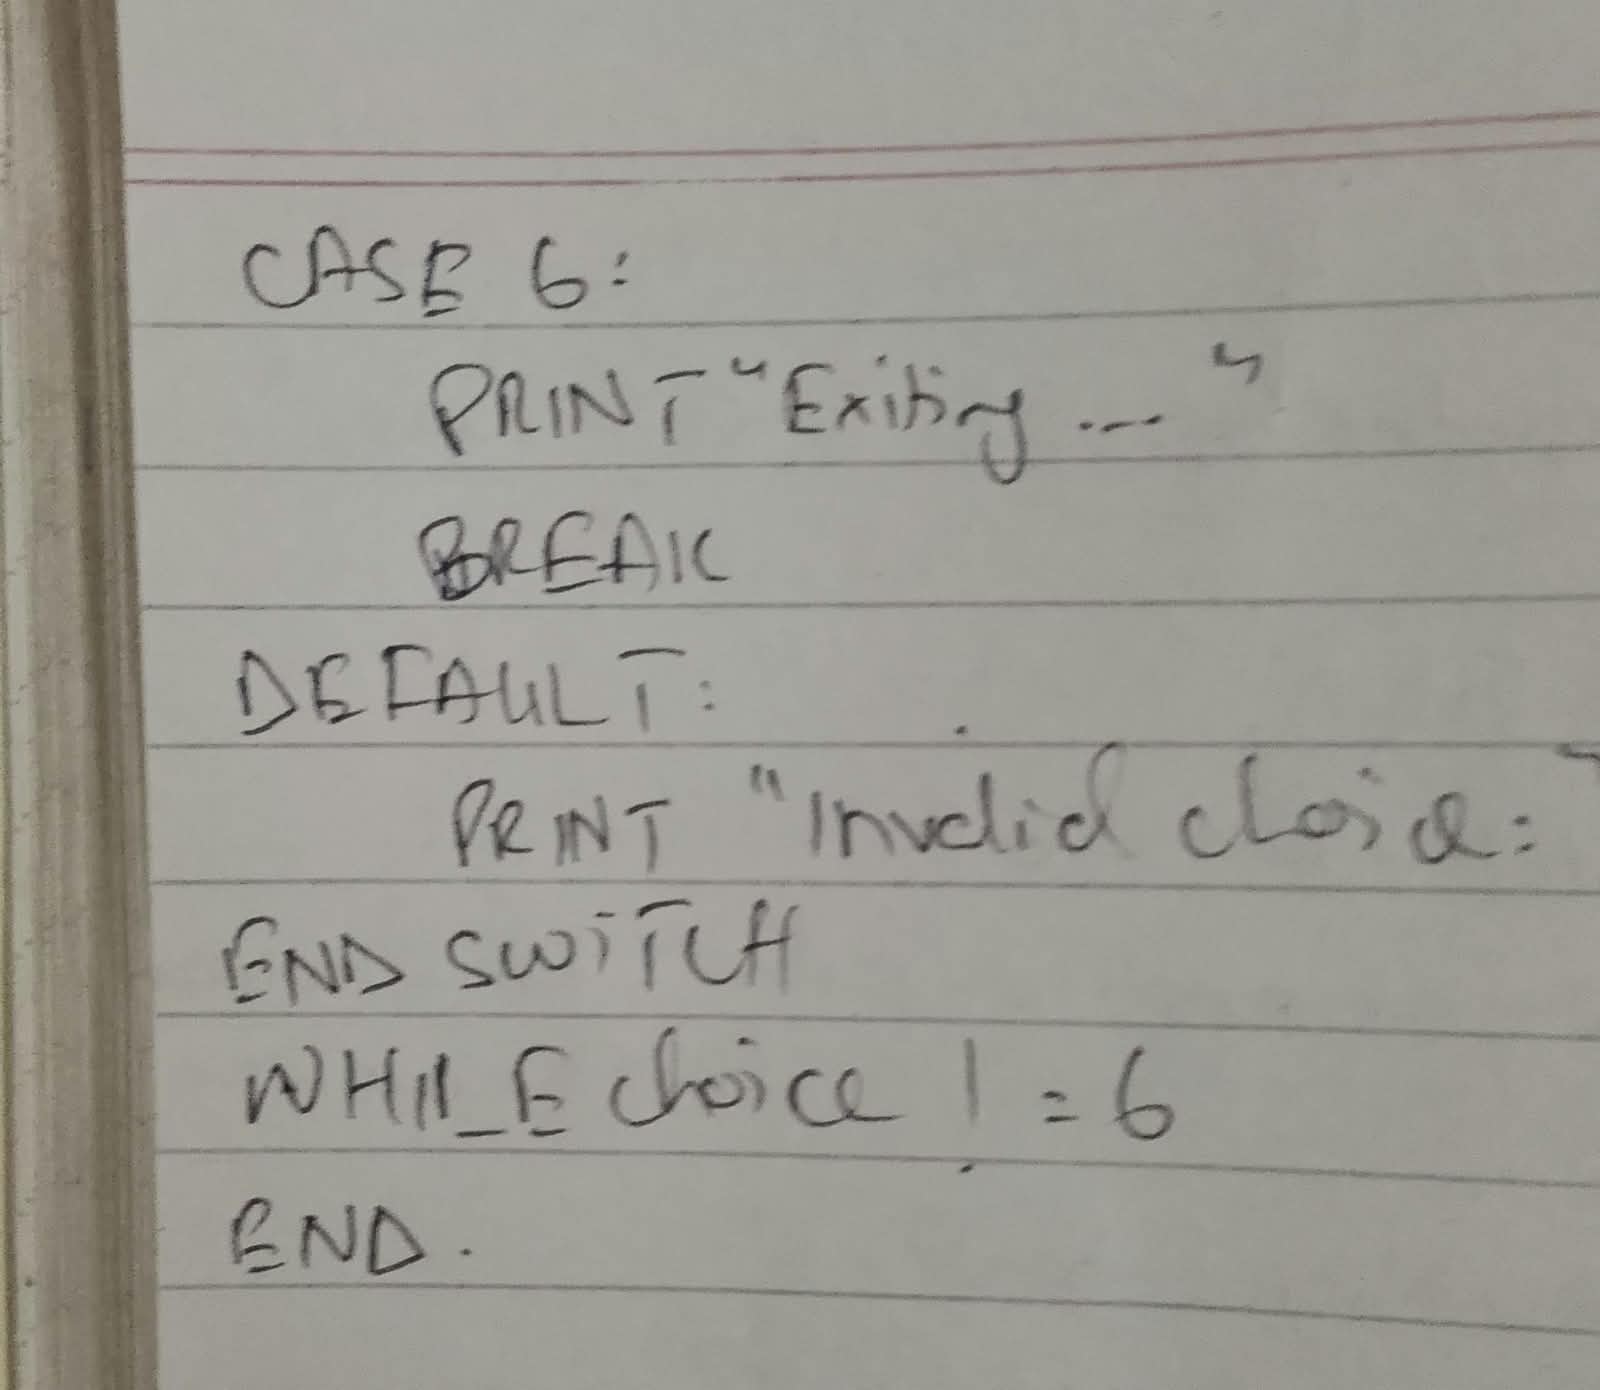 CASE 6:
PRINT "Exiting ..."
BREAK
DEFAULT:
PRINT "Invalid choice:"
END SWITCH
WHILE choice != 6
END.